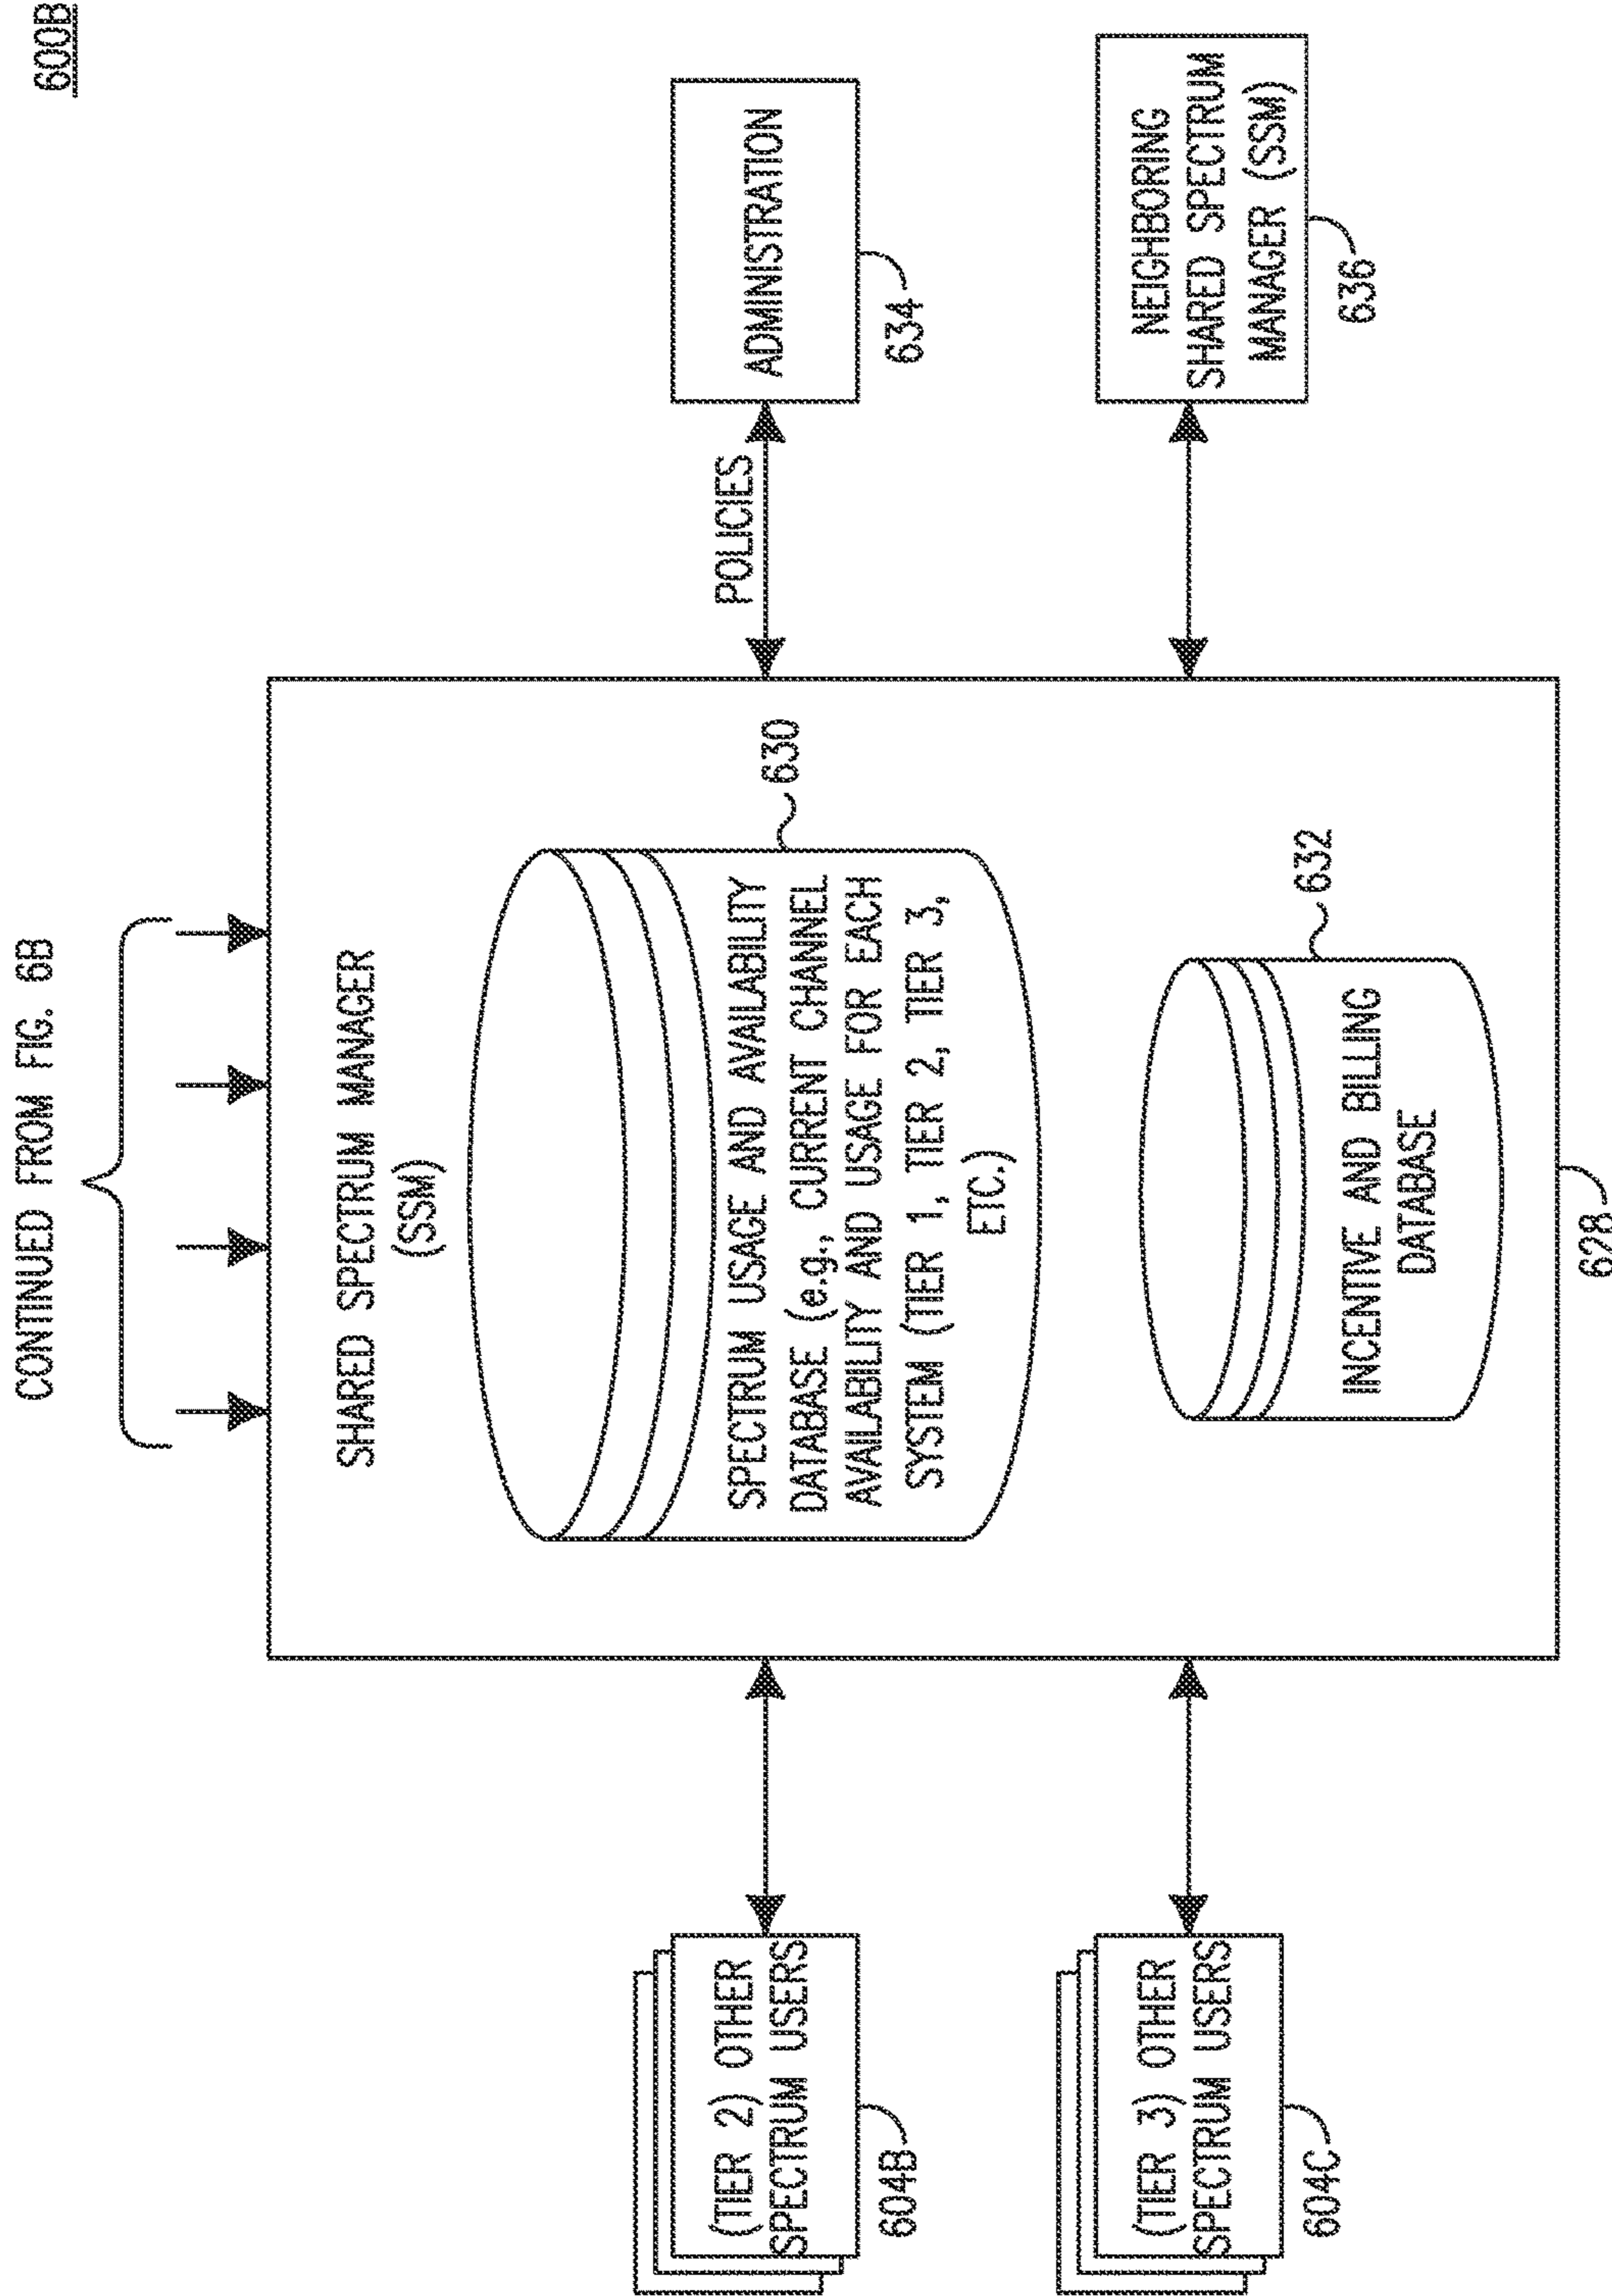 600B
CONTINUED FROM FIG. 6B
SHARED SPECTRUM MANAGER
(SSM)
SPECTRUM USAGE AND AVAILABILITY
DATABASE (e.g., CURRENT CHANNEL
AVAILABILITY AND USAGE FOR EACH
SYSTEM (TIER 1, TIER 2, TIER 3,
ETC.)
630
INCENTIVE AND BILLING
DATABASE
632
628
(TIER 2) OTHER
SPECTRUM USERS
604B
(TIER 3) OTHER
SPECTRUM USERS
604C
POLICIES
ADMINISTRATION
634
NEIGHBORING
SHARED SPECTRUM
MANAGER (SSM)
636